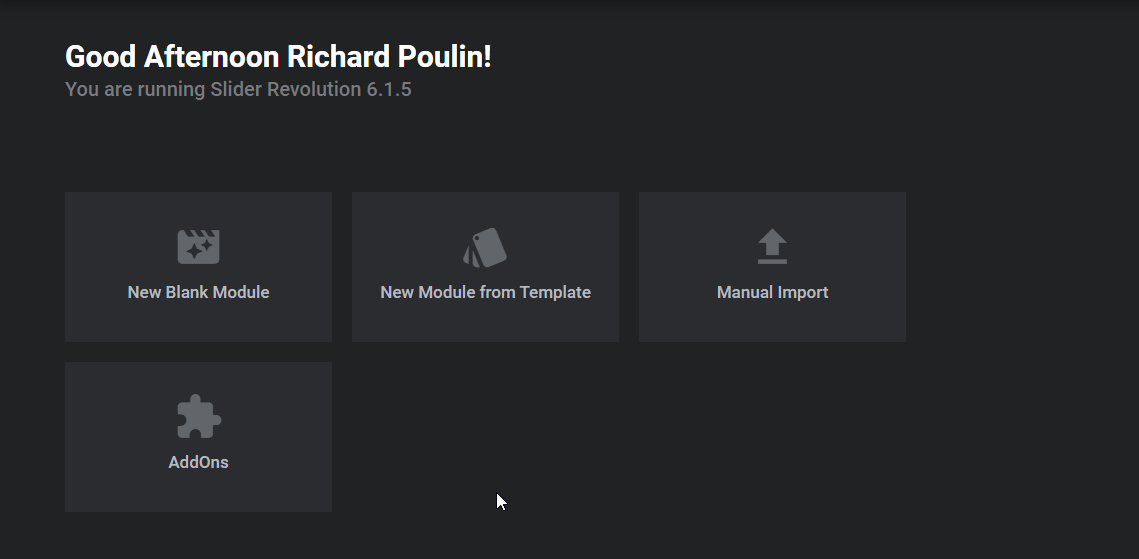 Good Afternoon Richard Poulin!
You are running Slider Revolution 6.1.5
New Blank Module
New Module from Template
Manual Import
AddOns